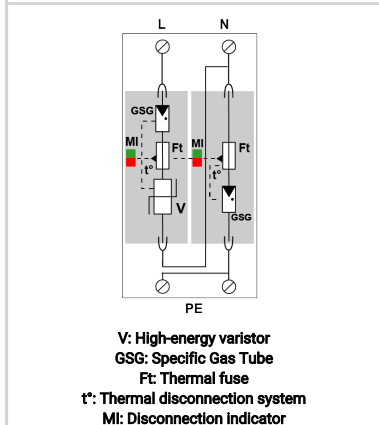 L N
GSG
MI Ft MI Ft
t° t°
V
GSG
PE
V: High-energy varistor
GSG: Specific Gas Tube
Ft: Thermal fuse
t°: Thermal disconnection system
MI: Disconnection indicator